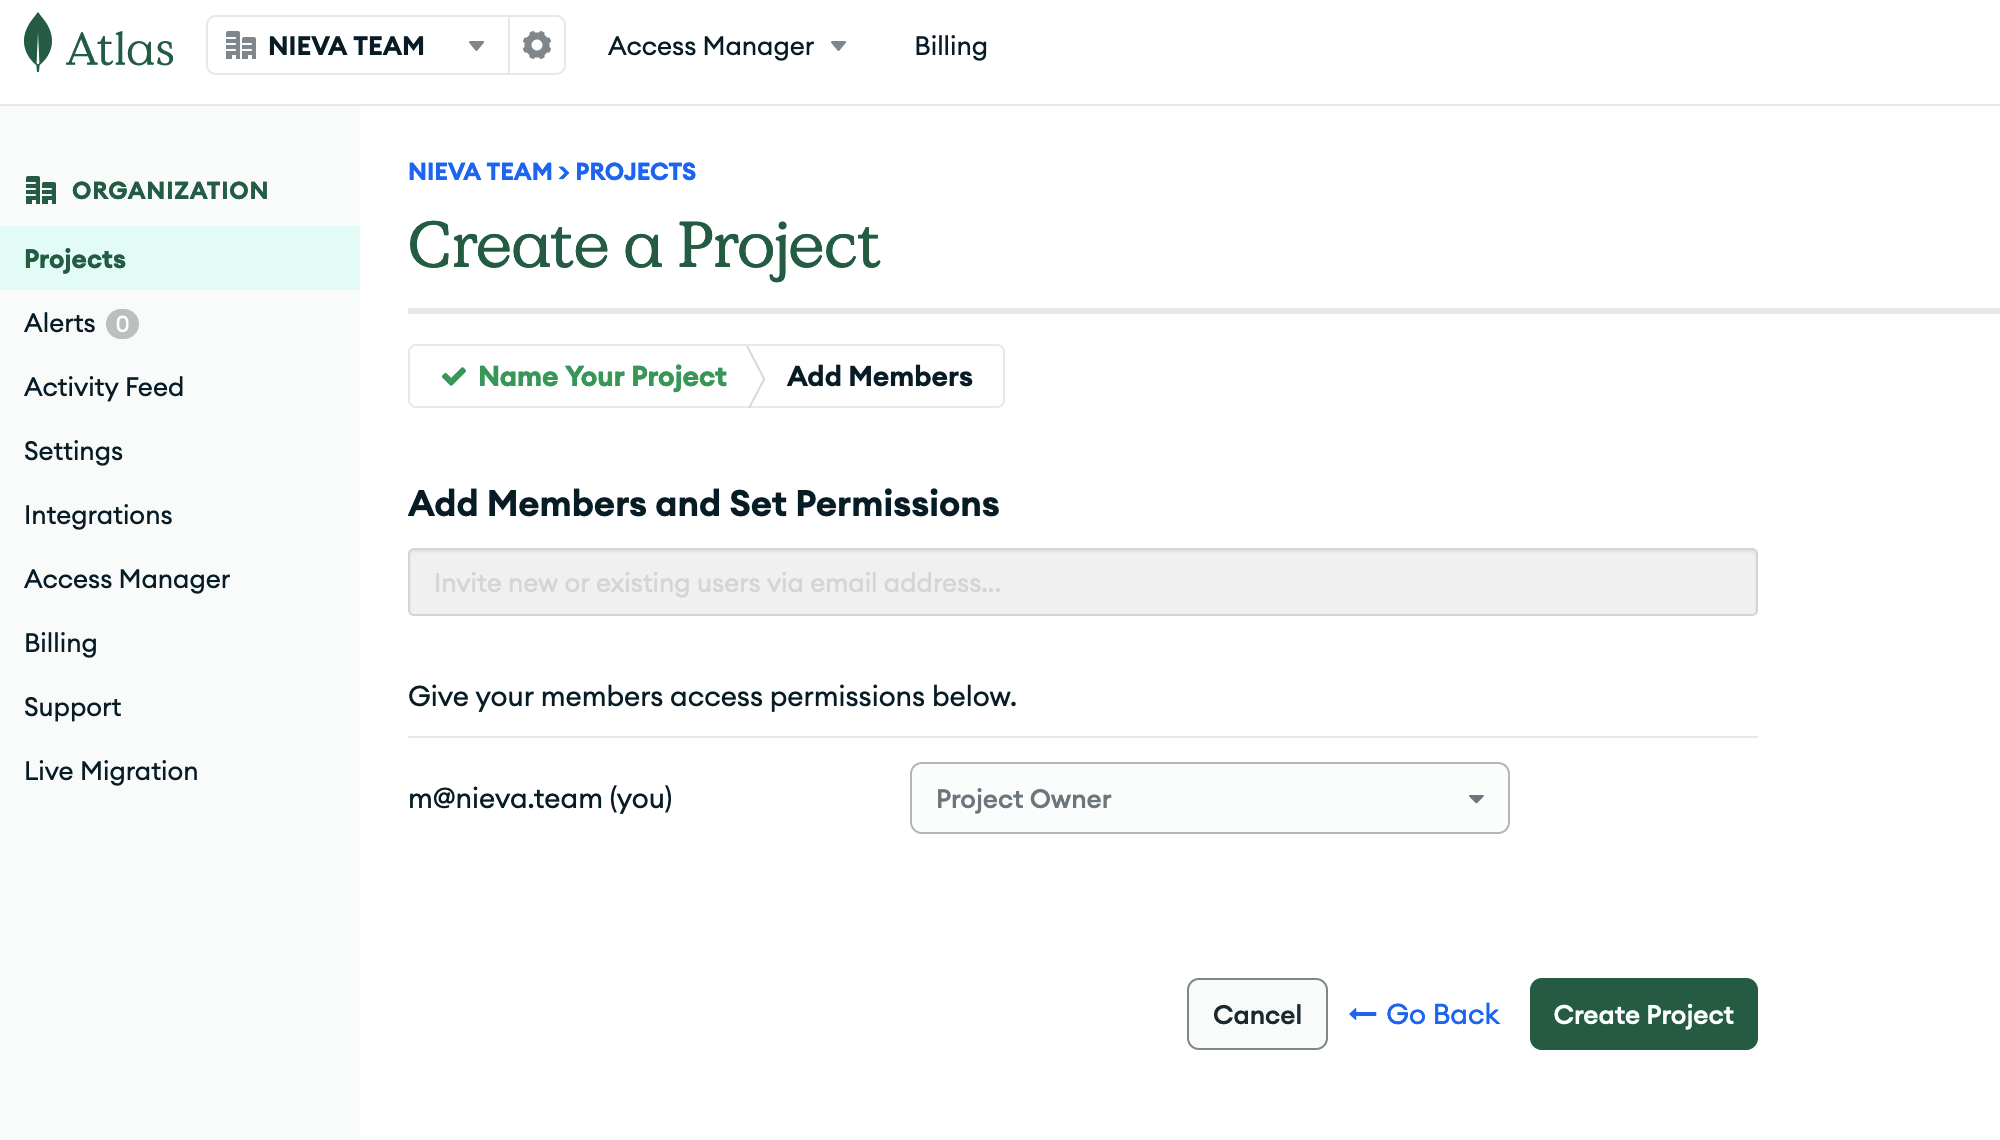 Atlas
NIEVA TEAM
Access Manager
Billing
ORGANIZATION
Projects
Alerts 0
Activity Feed
Settings
Integrations
Access Manager
Billing
Support
Live Migration
NIEVA TEAM > PROJECTS
Create a Project
Name Your Project
Add Members
Add Members and Set Permissions
Invite new or existing users via email address...
Give your members access permissions below.
m@nieva.team (you)
Project Owner
Cancel
Go Back
Create Project